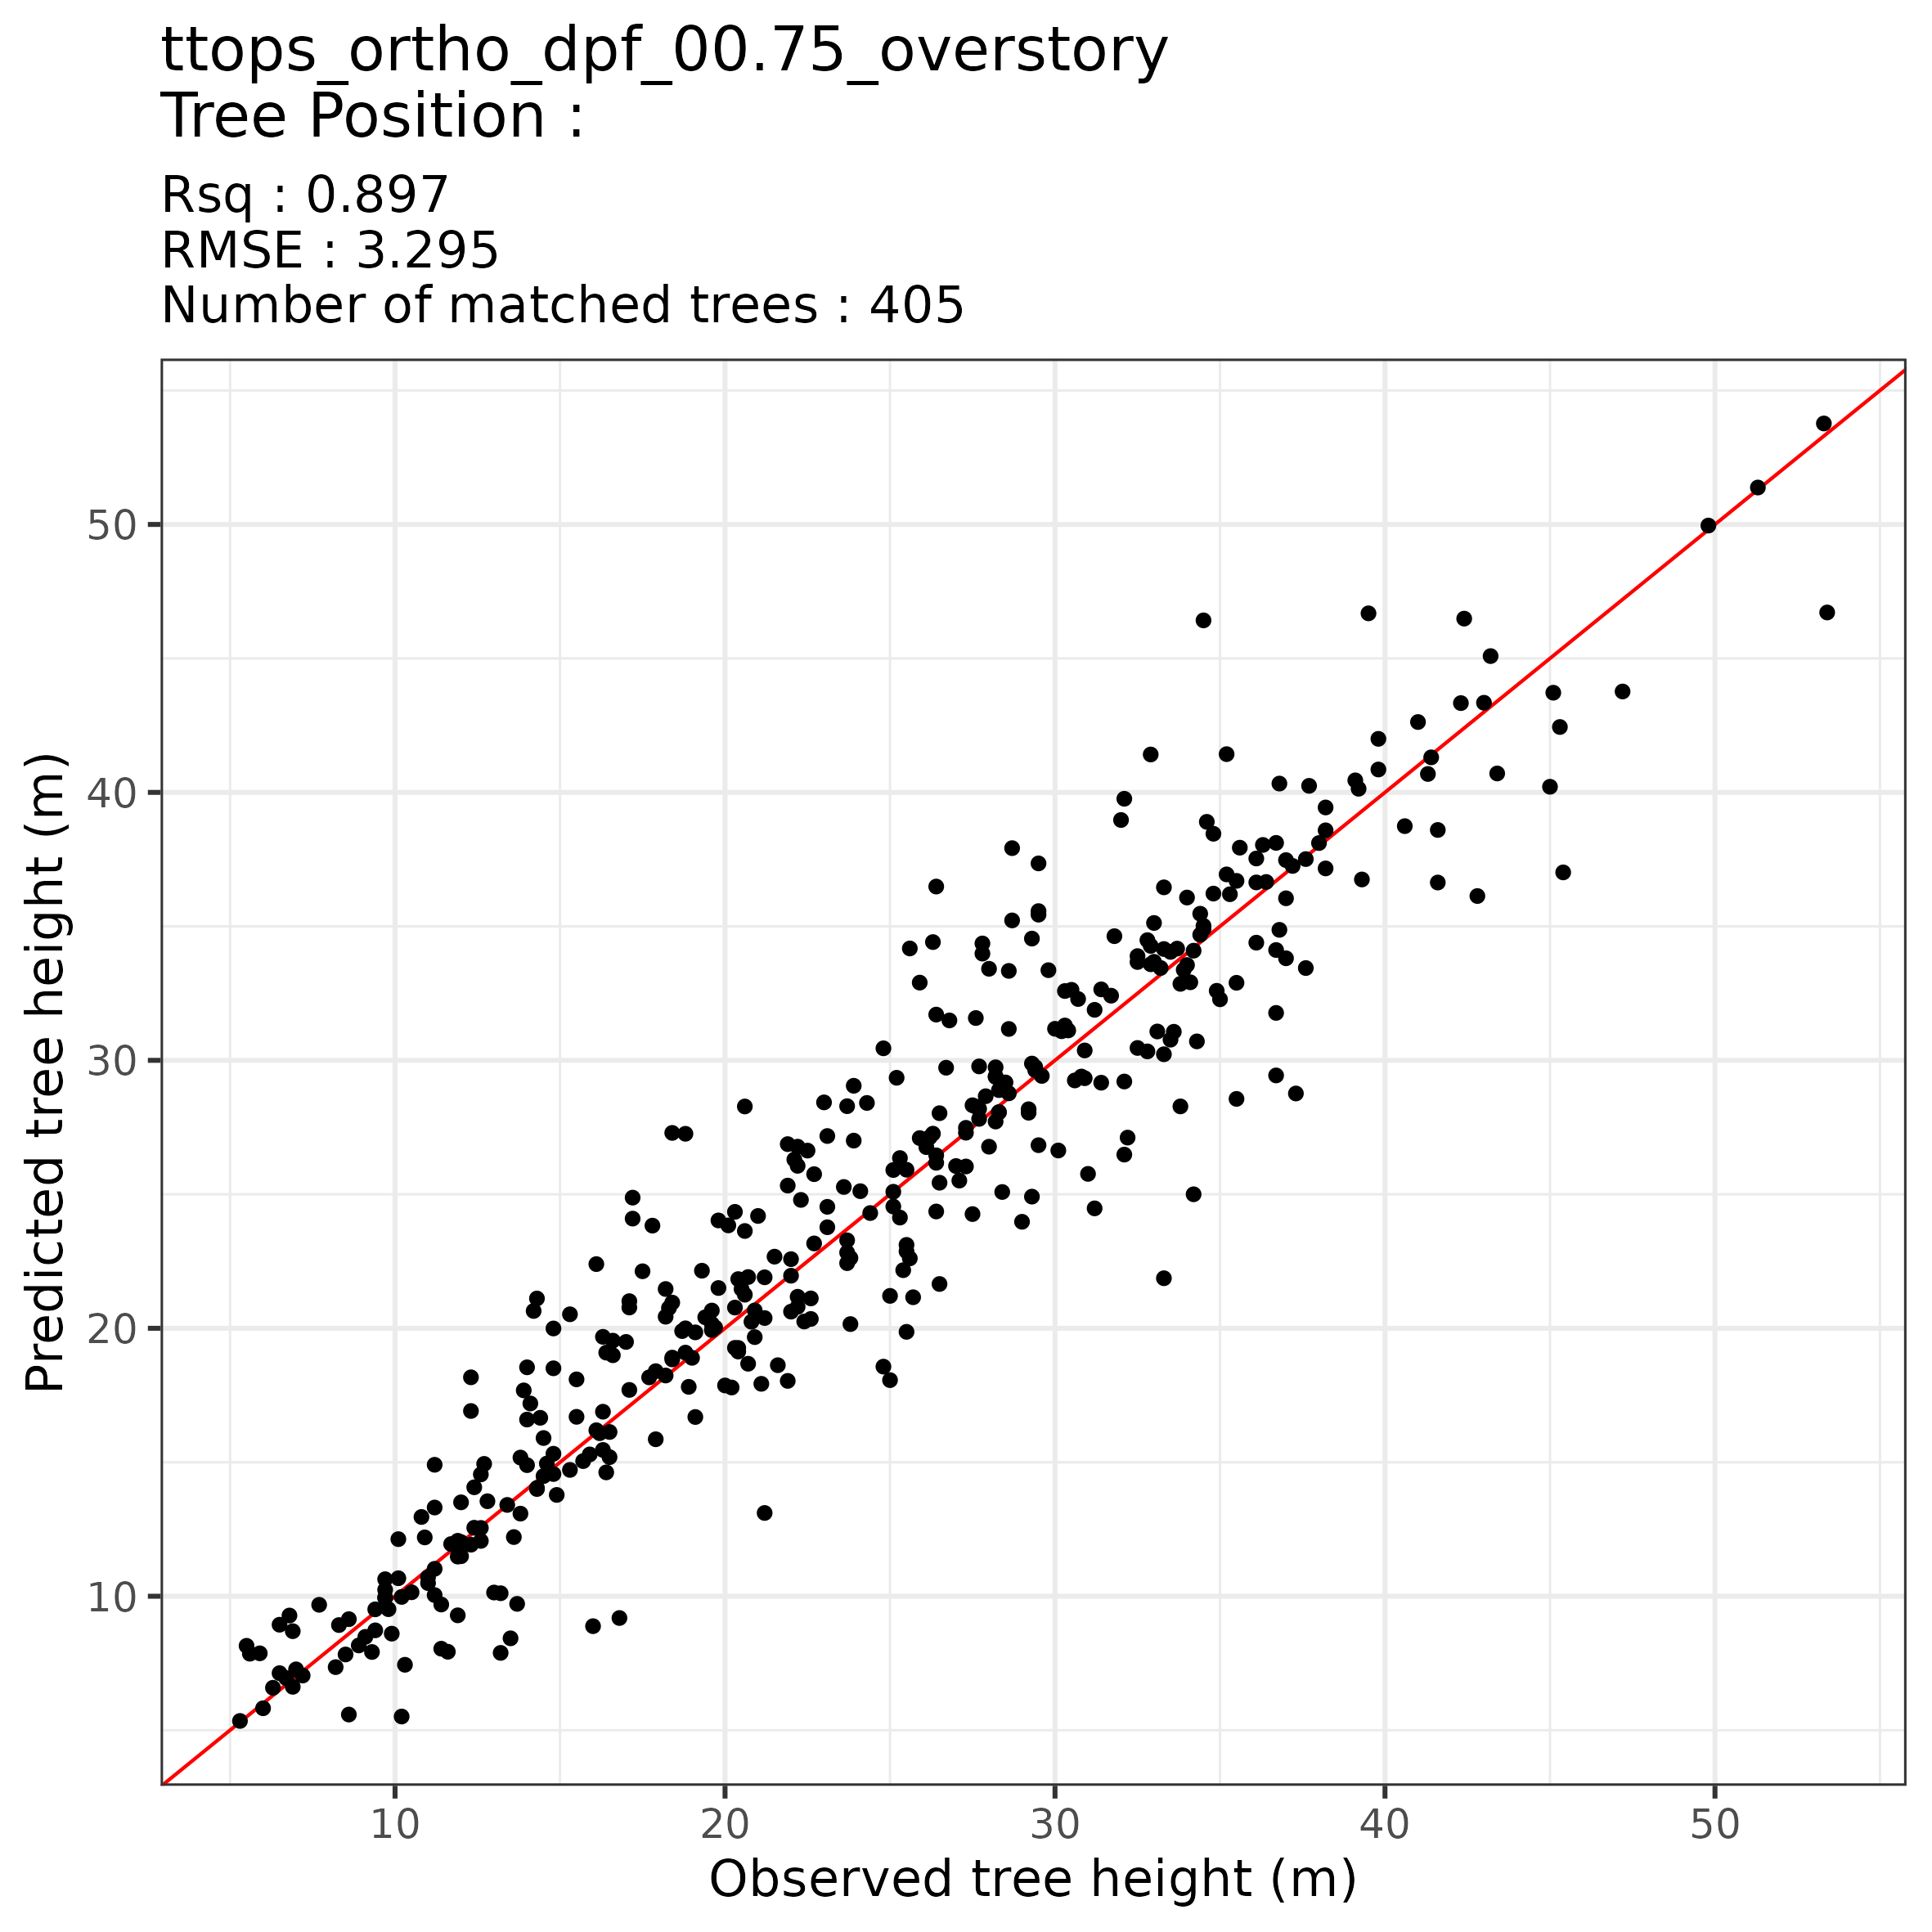 ttops_ortho_dpf_00.75_overstory
Tree Position :
Rsq : 0.897
RMSE : 3.295
Number of matched trees : 405
Predicted tree height (m)
50
40
30
20
10
10 20 30 40 50
Observed tree height (m)